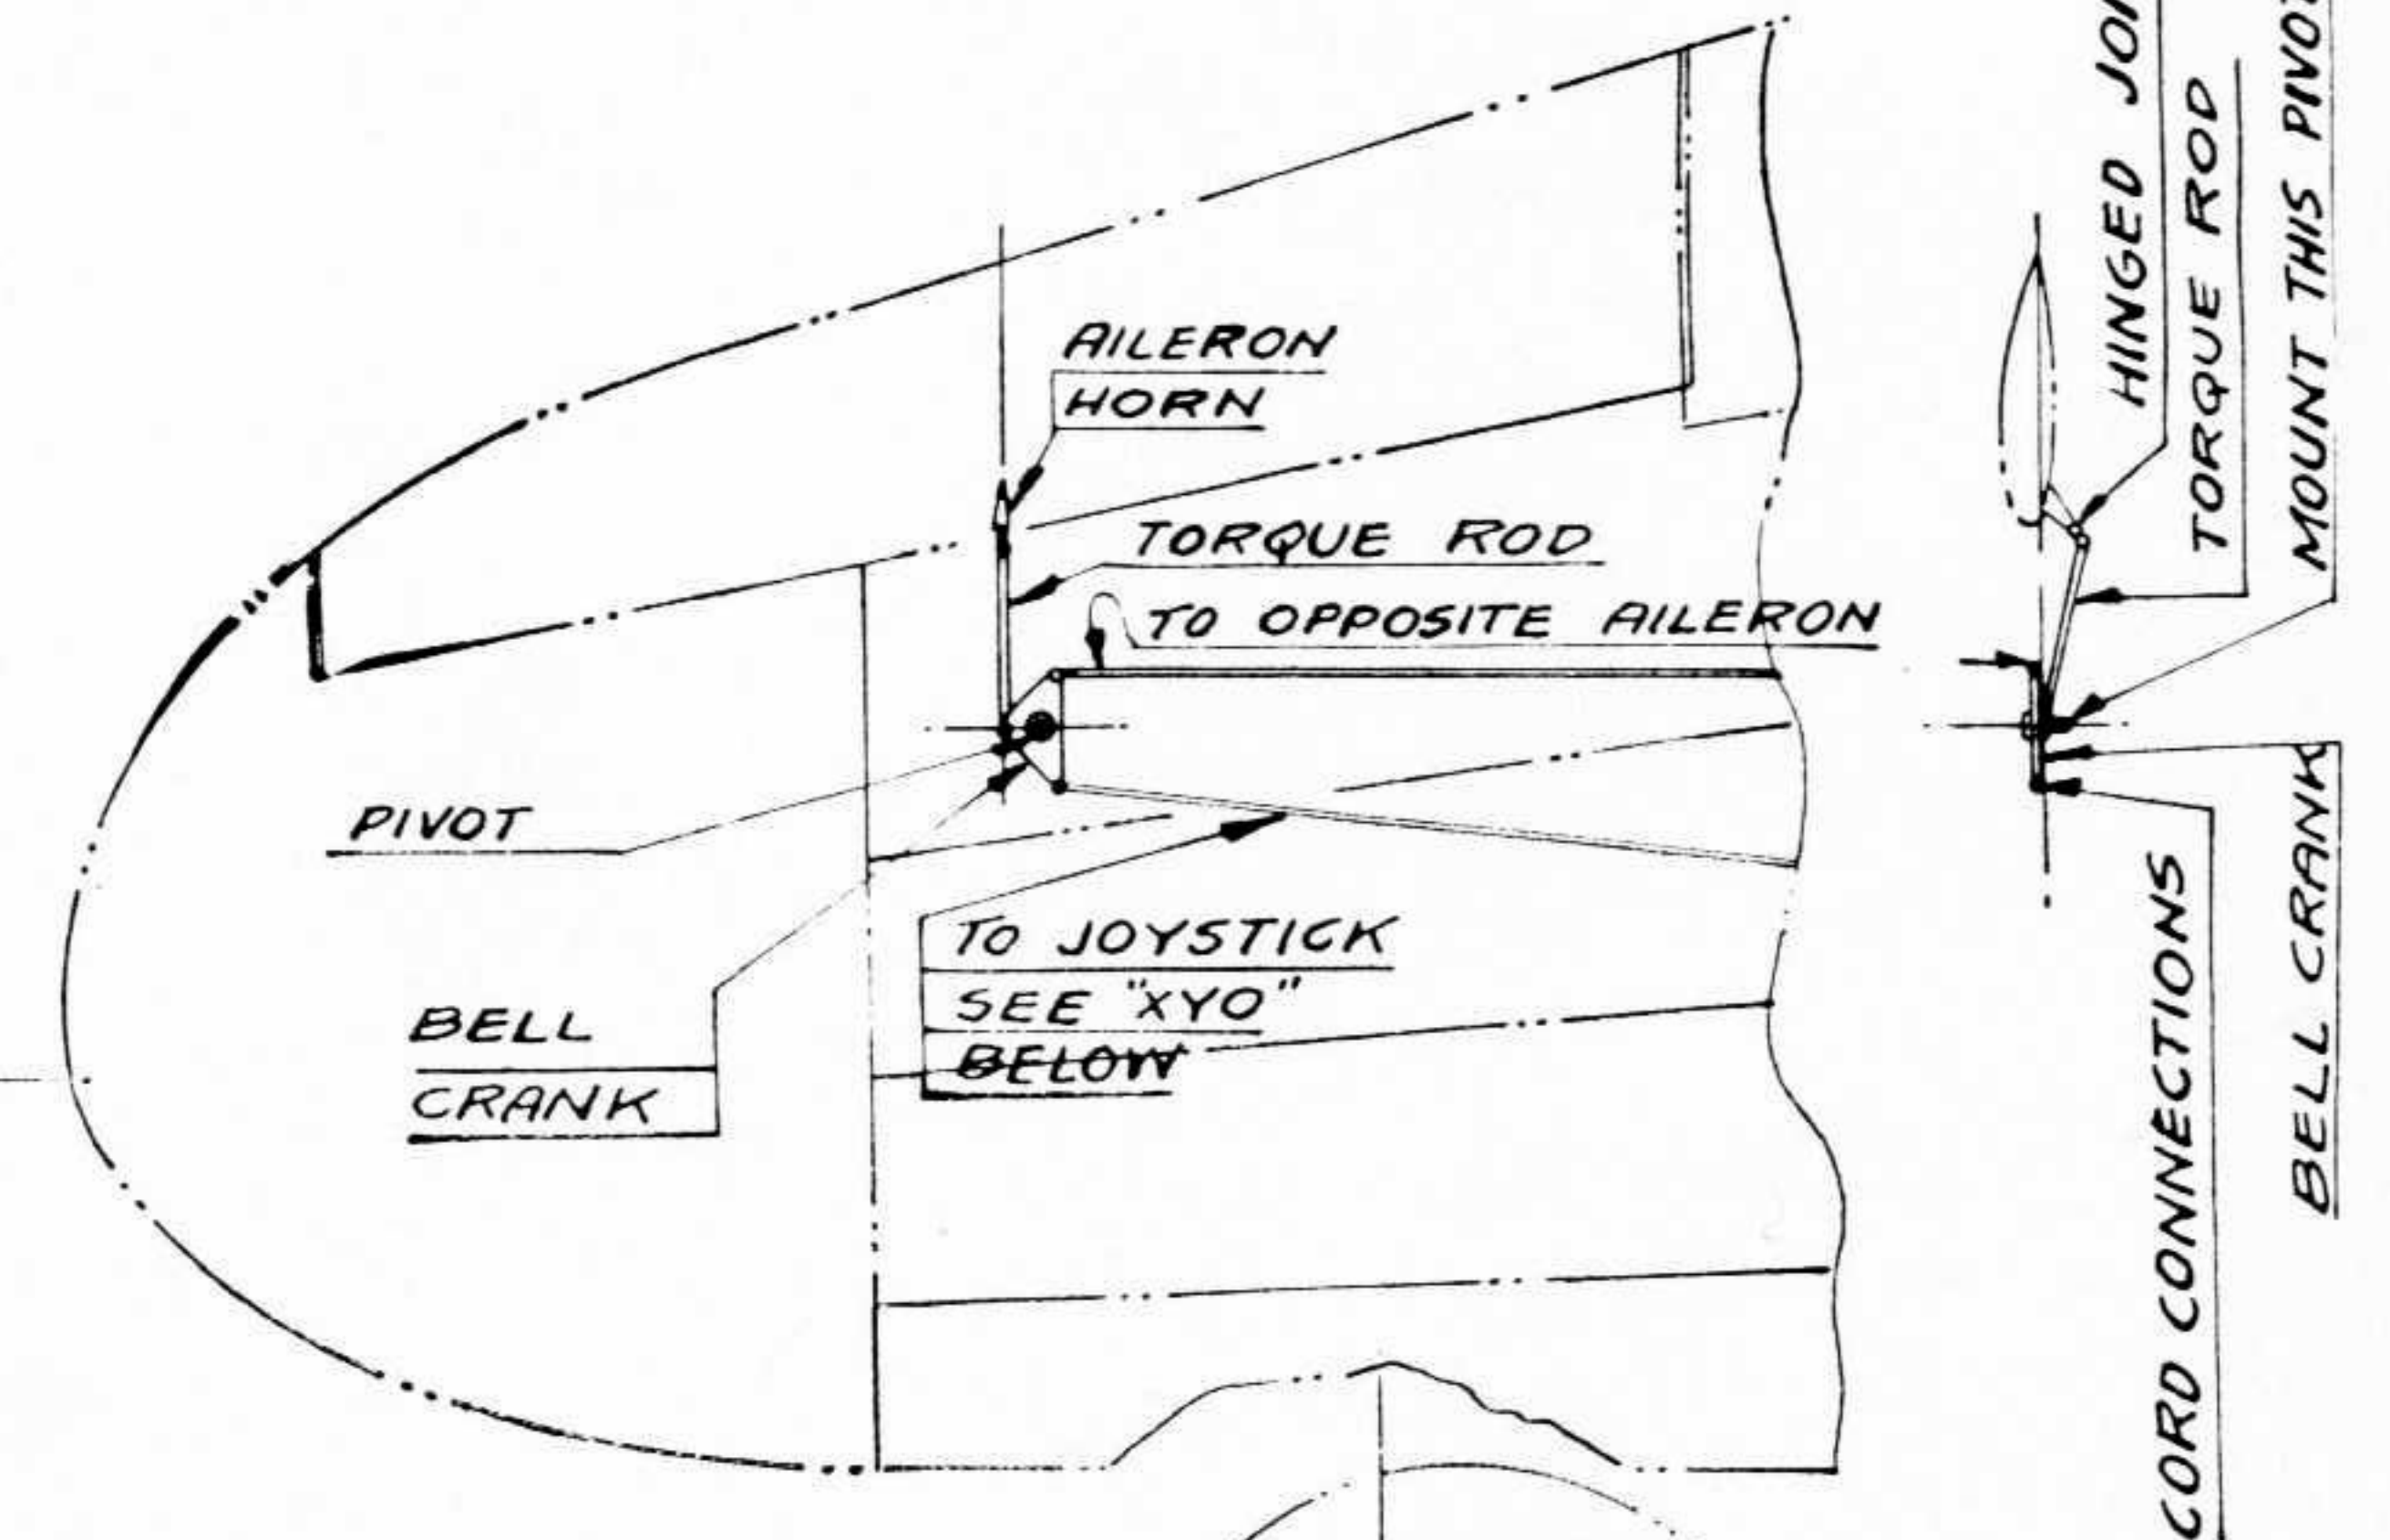 AILERON
HORN
TORQUE ROD
TO OPPOSITE AILERON
PIVOT
BELL
CRANK
TO JOYSTICK
SEE "XYO"
BELOW
HINGED
TORQUE ROD
MOUNT THIS PIVOT
CORD CONNECTIONS
BELL CRANK